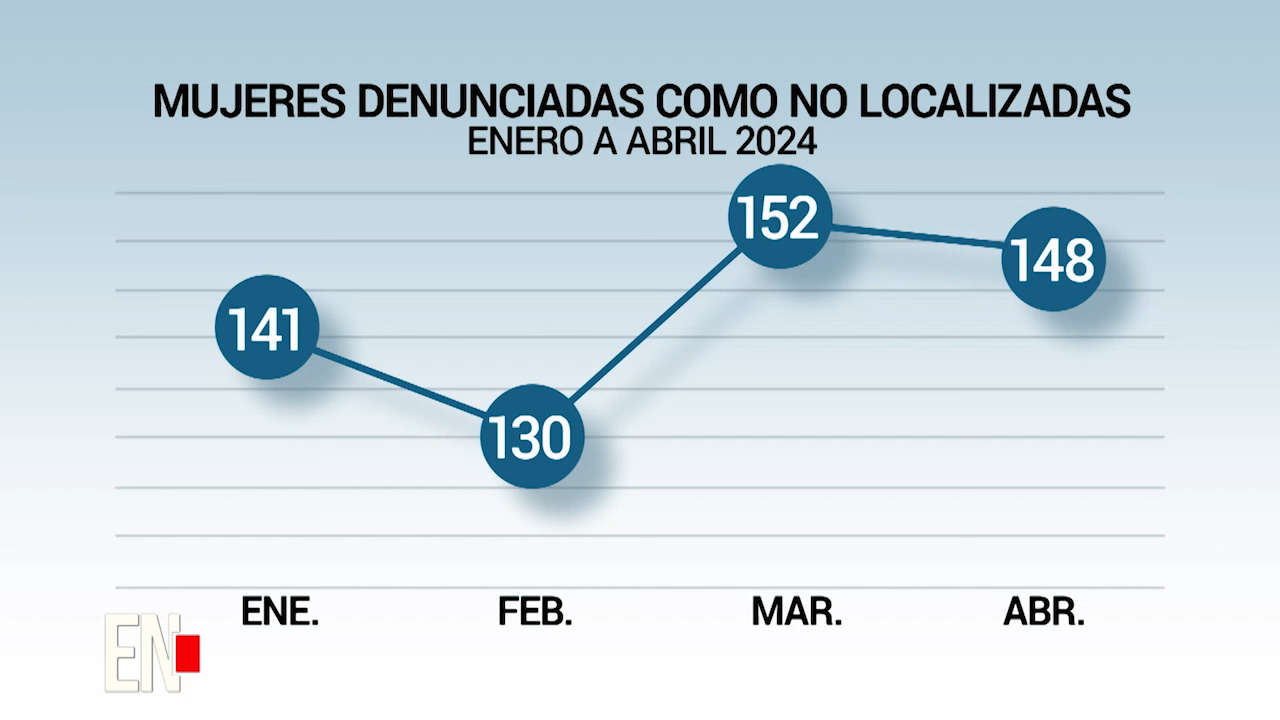 MUJERES DENUNCIADAS COMO NO LOCALIZADAS
ENERO A ABRIL 2024
141
130
152
148
ENE.
FEB.
MAR.
ABR.
EN